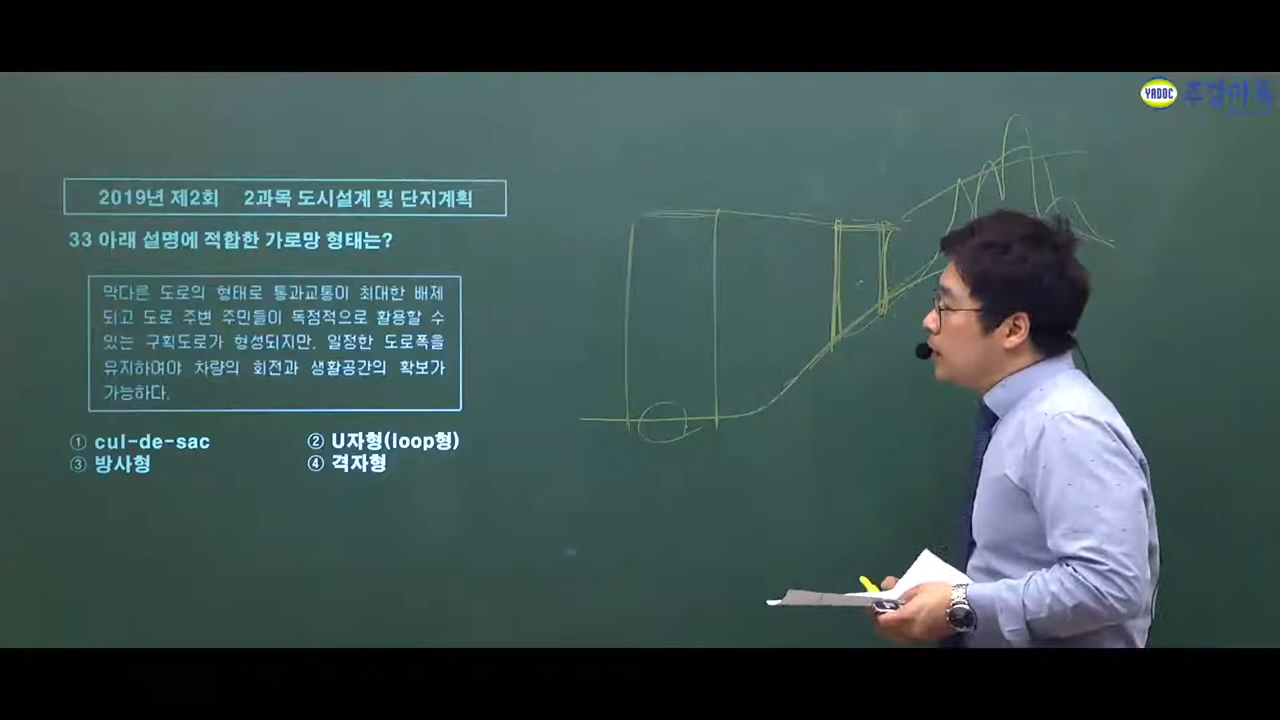 YADOC 주경야독
2019년 제2회 2과목 도시설계 및 단지계획
33 아래 설명에 적합한 가로망 형태는?
막다른 도로의 형태로 통과교통이 최대한 배제
되고 도로 주변 주민들이 독점적으로 활용할 수
있는 구획도로가 형성되지만, 일정한 도로폭을
유지하여야 차량의 회전과 생활공간의 확보가
가능하다.
① cul-de-sac ② U자형(loop형)
③ 방사형 ④ 격자형